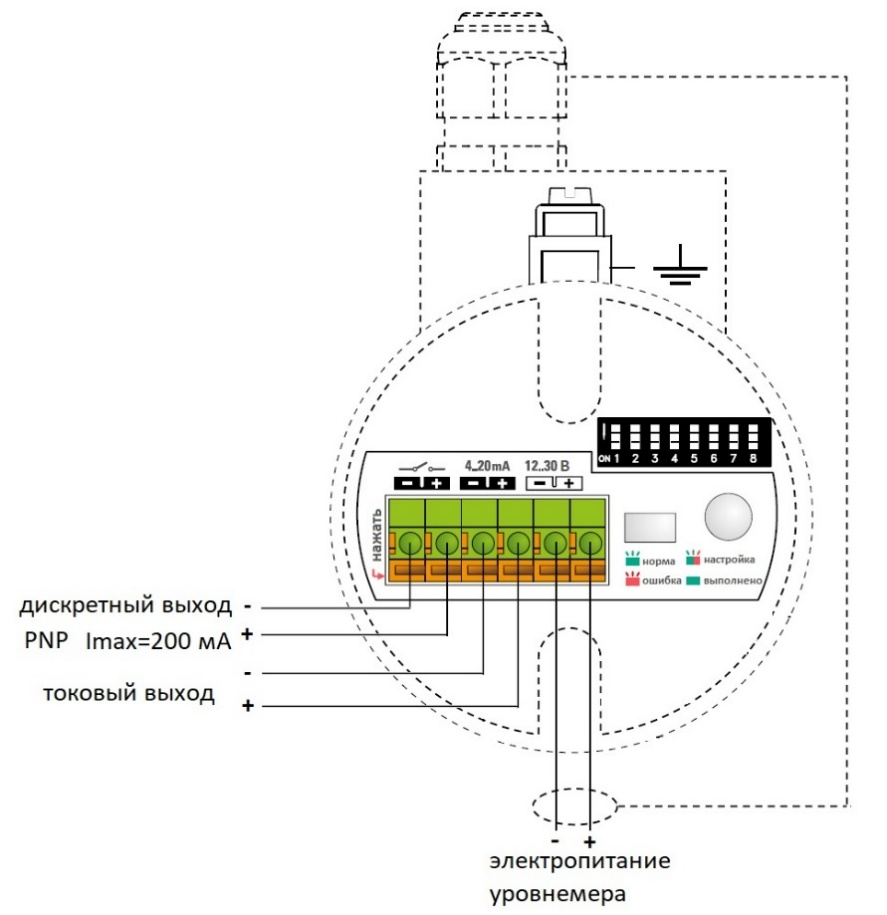 ON 1 2 3 4 5 6 7 8
4..20mA 12..30 В
- + - + - +
нажать
норма настройка
ошибка выполнено
дискретный выход -
PNP Imax=200 мА +
-
токовый выход
+
- +
электропитание
уровнемера